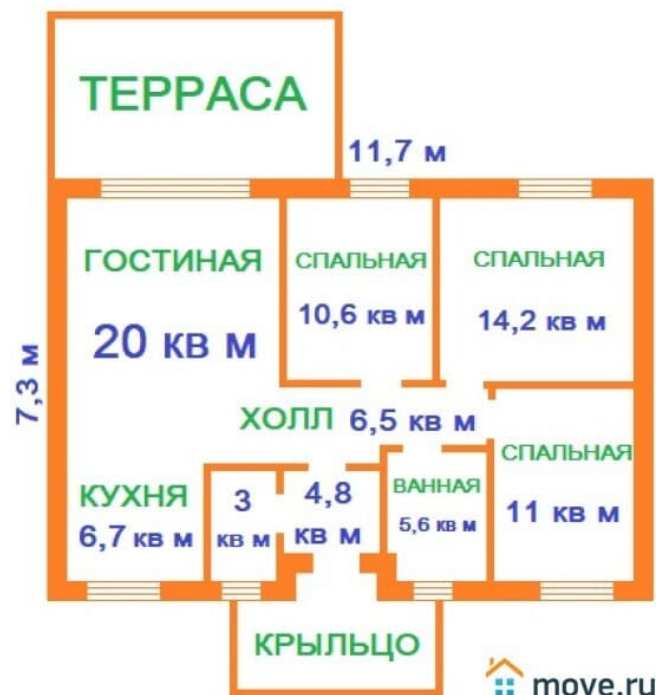 ТЕРРАСА
11,7 м
ГОСТИНАЯ
20 кв м
СПАЛЬНАЯ
10,6 кв м
СПАЛЬНАЯ
14,2 кв м
7,3 м
ХОЛЛ 6,5 кв м
КУХНЯ
6,7 кв м
3
кв м
4,8
кв м
ВАННАЯ
5,6 кв м
СПАЛЬНАЯ
11 кв м
КРЫЛЬЦО
move.ru